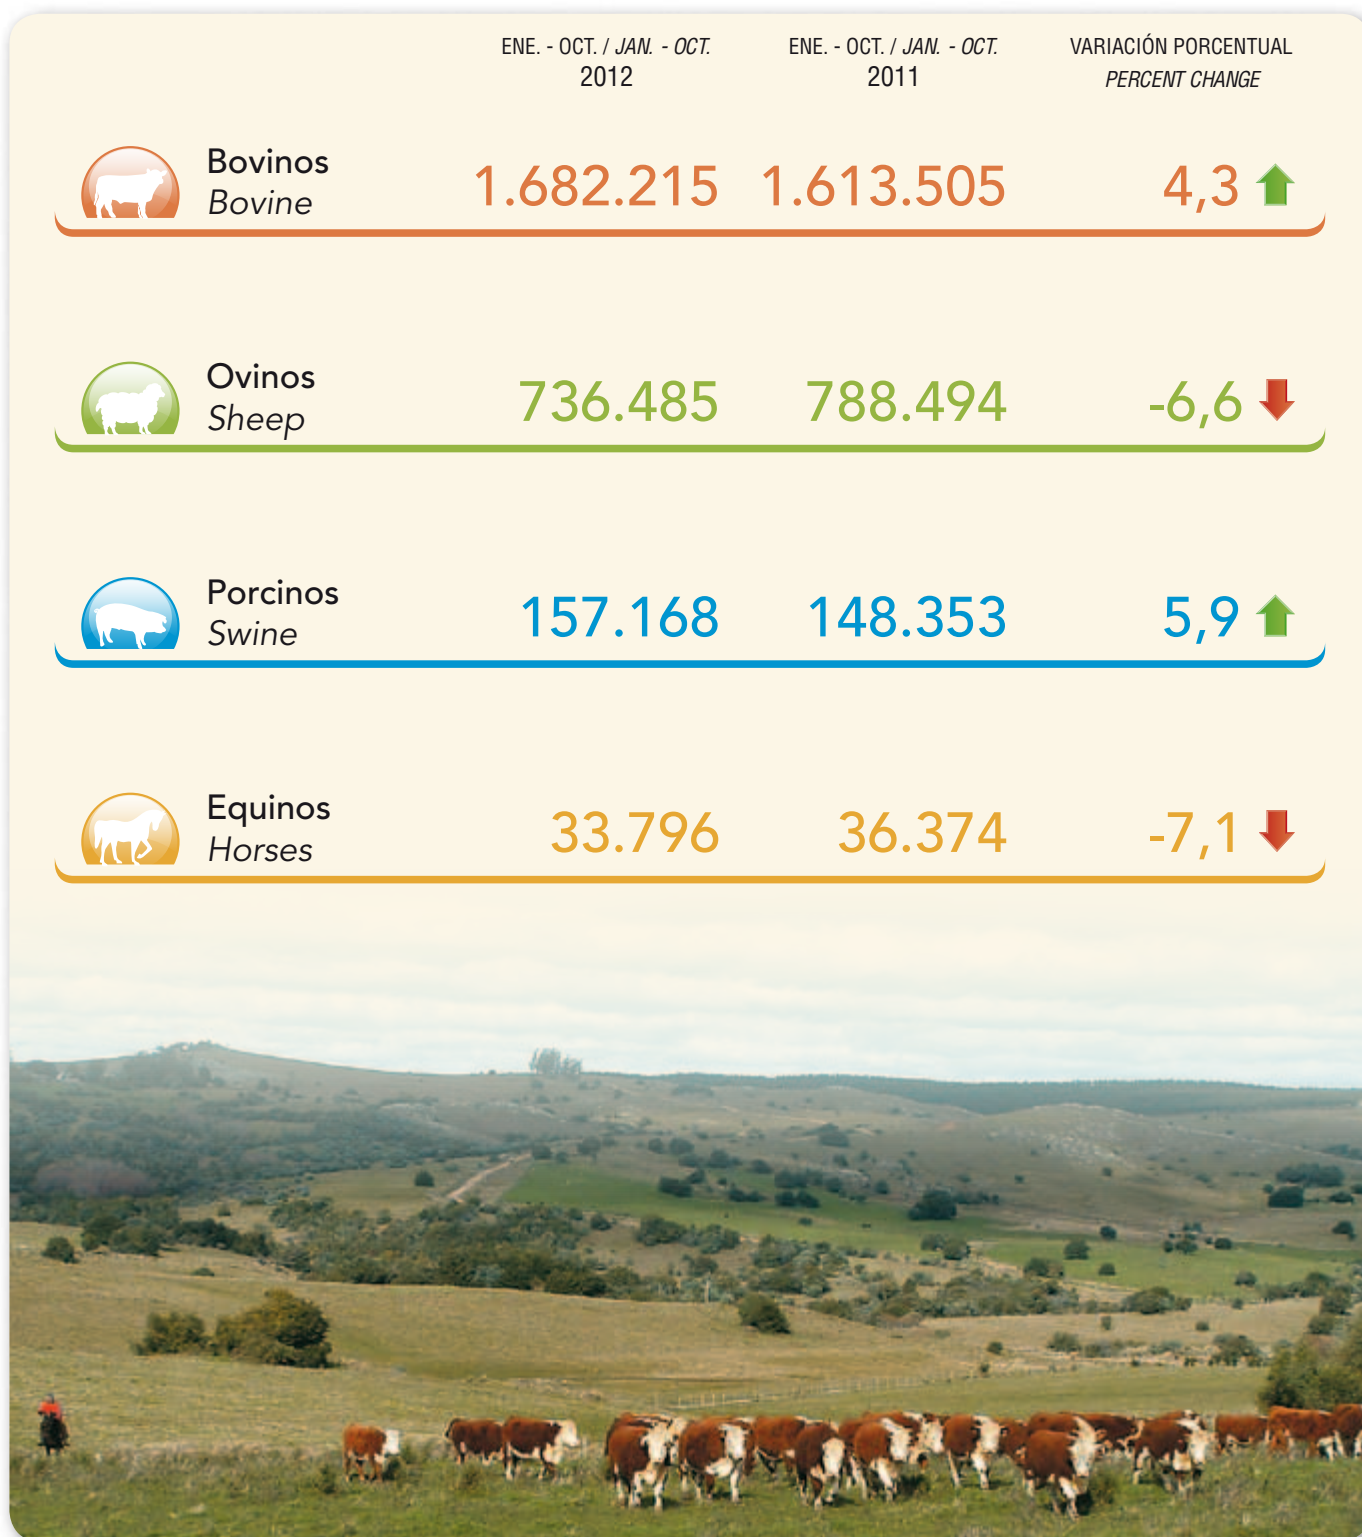 ENE. - OCT. / JAN. - OCT. ENE. - OCT. / JAN. - OCT. VARIACIÓN PORCENTUAL
2012 2011 PERCENT CHANGE
Bovinos 1.682.215 1.613.505 4,3
Bovine
Ovinos 736.485 788.494 -6,6
Sheep
Porcinos 157.168 148.353 5,9
Swine
Equinos 33.796 36.374 -7,1
Horses